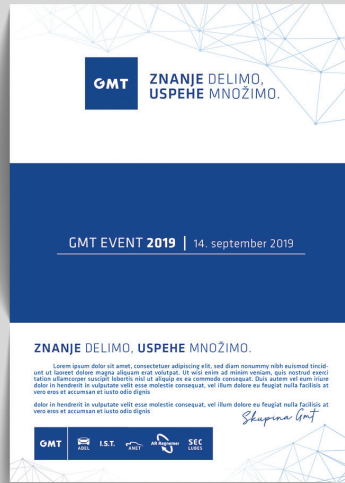 GMT
ZNANJE DELIMO,
USPEHE MNOŽIMO.
GMT EVENT 2019 | 14. september 2019
ZNANJE DELIMO, USPEHE MNOŽIMO.
Lorem ipsum dolor sit amet, consectetuer adipiscing elit, sed diam nonummy nibh euismod tincid-
unt ut laoreet dolore magna aliquam erat volutpat. Ut wisi enim ad minim veniam, quis nostrud exerci
tation ullamcorper suscipit lobortis nisl ut aliquip ex ea commodo consequat. Duis autem vel eum iriure
dolor in hendrerit in vulputate velit esse molestie consequat, vel illum dolore eu feugiat nulla facilisis at
vero eros et accumsan et iusto odio dignis
dolor in hendrerit in vulputate velit esse molestie consequat, vel illum dolore eu feugiat nulla facilisis at
vero eros et accumsan et iusto odio dignis
Skupina Gmt
GMT
ADEL
I.S.T.
AMET
AR Regnemer
SEC
LUDES